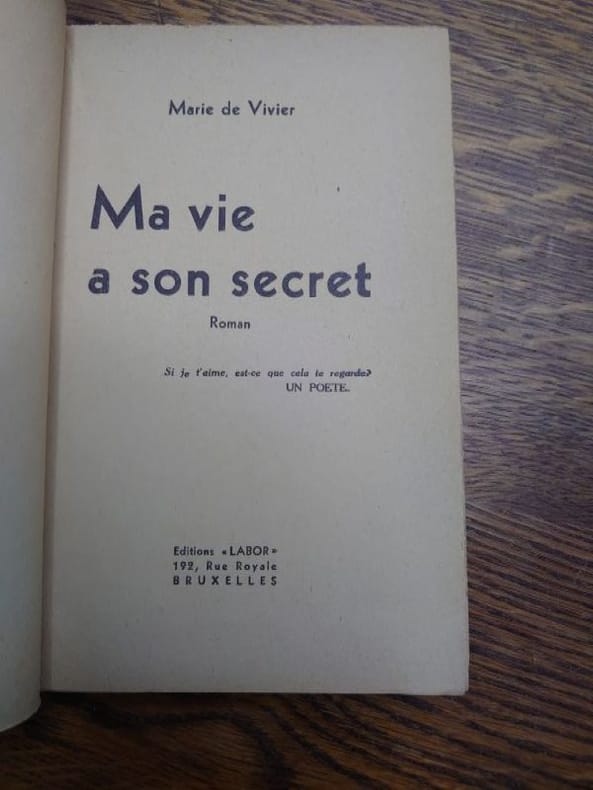 Marie de Vivier
Ma vie
a son secret
Roman
Si je t'aime, est-ce que cela te regarde?
UN POETE.
Editions «LABOR»
192, Rue Royale
BRUXELLES